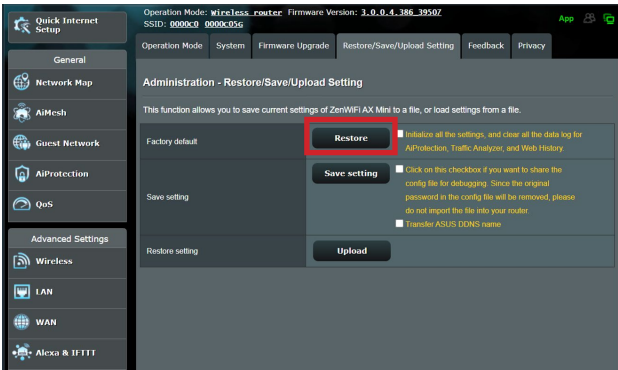 Quick Internet
Setup
Operation Mode: Wireless router Firmware Version: 3.0.0.4.386_39507
SSID: 0000c0 0000c05G
App
Operation Mode System Firmware Upgrade Restore/Save/Upload Setting Feedback Privacy
General
Network Map
AiMesh
Guest Network
AiProtection
QoS
Advanced Settings
Wireless
LAN
WAN
Alexa & IFTTT
Administration - Restore/Save/Upload Setting
This function allows you to save current settings of ZenWiFi AX Mini to a file, or load settings from a file.
Factory default
Restore
Initialize all the settings, and clear all the data log for
AiProtection, Traffic Analyzer, and Web History.
Save setting
Save setting
Click on this checkbox if you want to share the
config file for debugging. Since the original
password in the config file will be removed, please
do not import the file into your router.
Transfer ASUS DDNS name
Restore setting
Upload